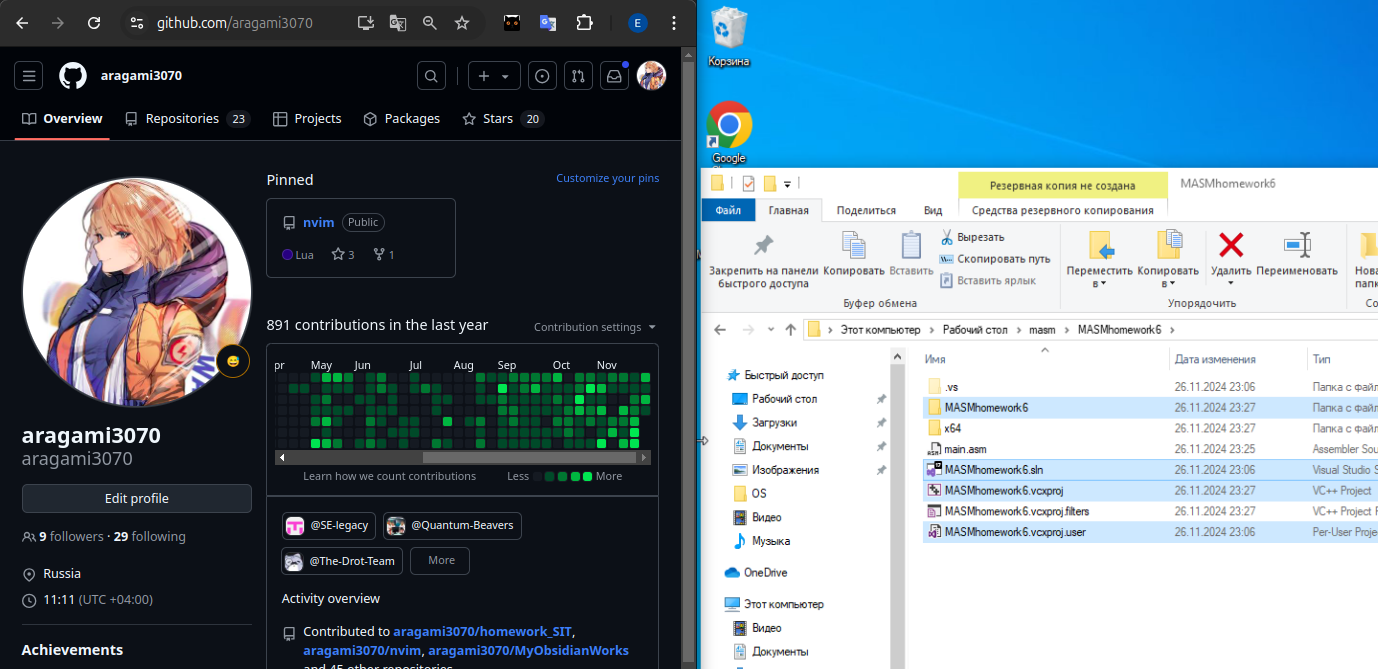 github.com/aragami3070
E
aragami3070
Overview
Repositories 23
Projects
Packages
Stars 20
Pinned
Customize your pins
nvim Public
Lua 3 1
891 contributions in the last year
Contribution settings
pr May Jun Jul Aug Sep Oct Nov
Learn how we count contributions
Less More
aragami3070
aragami3070
Edit profile
9 followers · 29 following
Russia
11:11 (UTC +04:00)
Achievements
@SE-legacy
@Quantum-Beavers
@The-Drot-Team
More
Activity overview
Contributed to aragami3070/homework_SIT,
aragami3070/nvim, aragami3070/MyObsidianWorks
and 45 other repositories
Корзина
Google
Резервная копия не создана
MASMhomework6
Файл
Главная
Поделиться
Вид
Средства резервного копирования
Закрепить на панели
быстрого доступа
Копировать
Вставить
Вырезать
Скопировать путь
Вставить ярлык
Буфер обмена
Переместить
в
Копировать
в
Удалить
Переименовать
Упорядочить
Нова
папк
Со
Этот компьютер
Рабочий стол
masm
MASMhomework6
Быстрый доступ
Рабочий стол
Загрузки
Документы
Изображения
OS
Видео
Музыка
OneDrive
Этот компьютер
Видео
Документы
Имя Дата изменения Тип
.vs 26.11.2024 23:06 Папка с файл
MASMhomework6 26.11.2024 23:27 Папка с файл
x64 26.11.2024 23:27 Папка с файл
main.asm 26.11.2024 23:25 Assembler Sou
MASMhomework6.sln 26.11.2024 23:06 Visual Studio S
MASMhomework6.vcxproj 26.11.2024 23:27 VC++ Project
MASMhomework6.vcxproj.filters 26.11.2024 23:27 VC++ Project F
MASMhomework6.vcxproj.user 26.11.2024 23:06 Per-User Proje